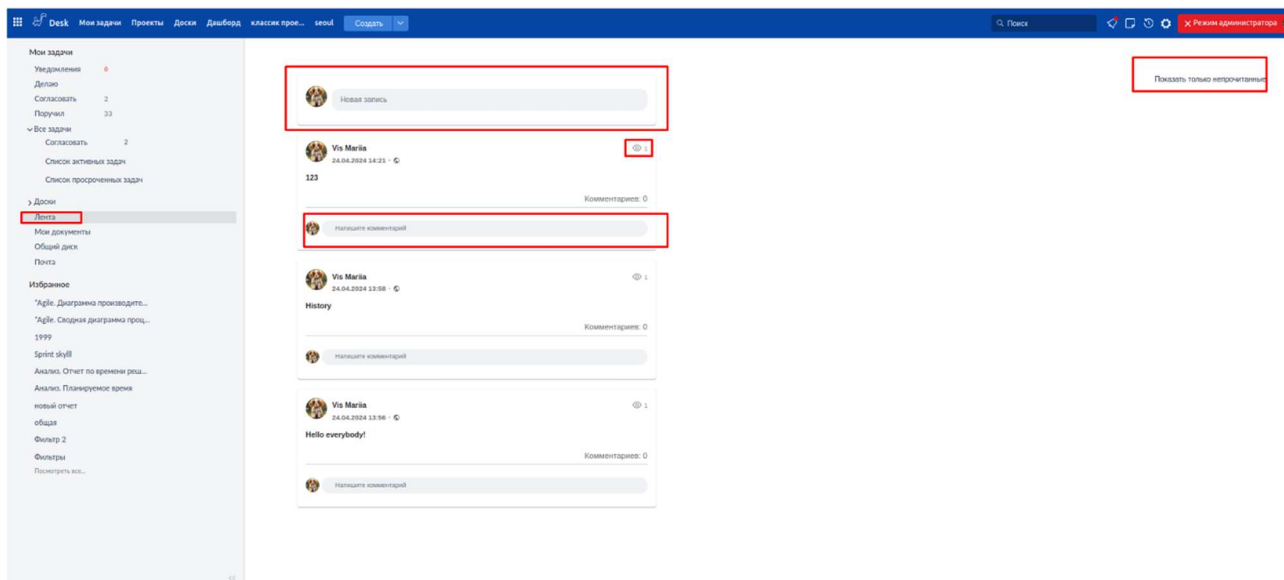 Desk Мои задачи Проекты Доски Дашборд классик прое... seoul Создать Поиск Режим администратора
Мои задачи
Уведомления 0
Делаю
Согласовать 2
Поручил 33
Все задачи
Согласовать 2
Список активных задач
Список просроченных задач
Доски
Лента
Мои документы
Общий диск
Почта
Избранное
"Agile. Диаграмма производите...
"Agile. Сводная диаграмма проц...
1999
Sprint skylll
Анализ. Отчет по времени реш...
Анализ. Планируемое время
новый отчет
общая
Фильтр 2
Фильтры
Посмотреть все...
Новая запись
Vis Mariia 1
24.04.2024 14:21
123
Комментариев: 0
Напишите комментарий
Vis Mariia 1
24.04.2024 13:58
History
Комментариев: 0
Напишите комментарий
Vis Mariia 1
24.04.2024 13:56
Hello everybody!
Комментариев: 0
Напишите комментарий
Показать только непрочитанные